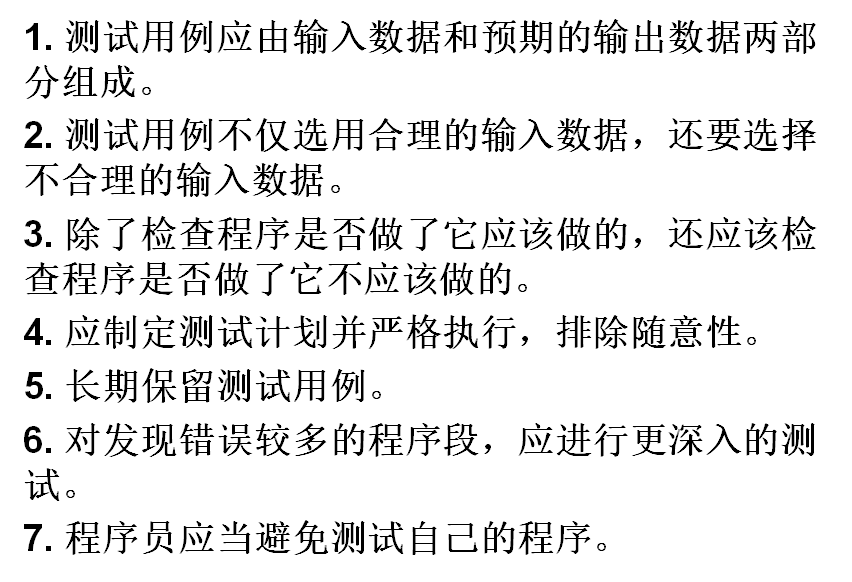 1. 测试用例应由输入数据和预期的输出数据两部
分组成。
2. 测试用例不仅选用合理的输入数据，还要选择
不合理的输入数据。
3. 除了检查程序是否做了它应该做的，还应该检
查程序是否做了它不应该做的。
4. 应制定测试计划并严格执行，排除随意性。
5. 长期保留测试用例。
6. 对发现错误较多的程序段，应进行更深入的测
试。
7. 程序员应当避免测试自己的程序。